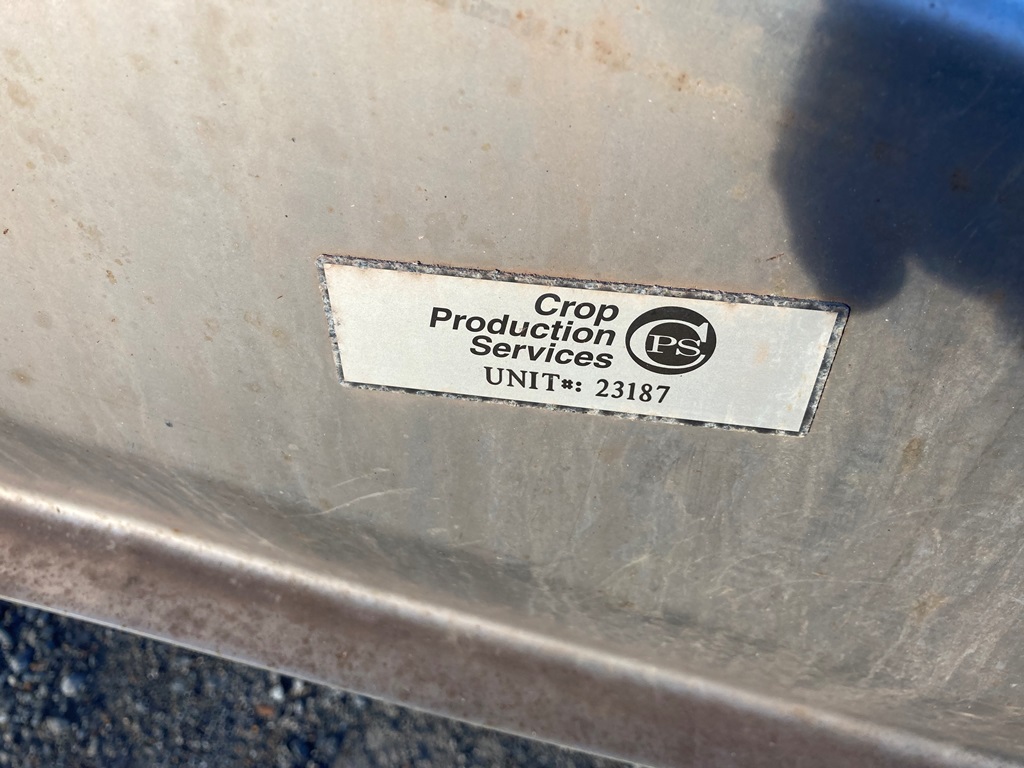 Crop
Production
Services
CPS
UNIT#: 23187